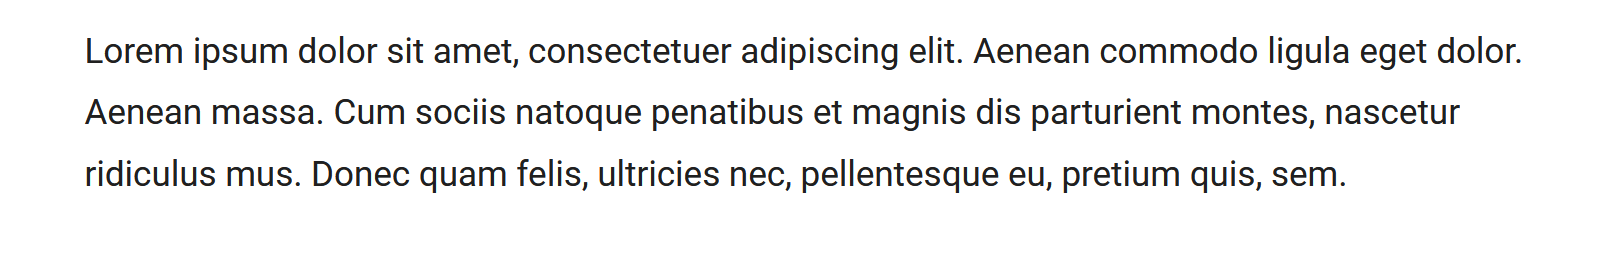 Lorem ipsum dolor sit amet, consectetuer adipiscing elit. Aenean commodo ligula eget dolor.
Aenean massa. Cum sociis natoque penatibus et magnis dis parturient montes, nascetur
ridiculus mus. Donec quam felis, ultricies nec, pellentesque eu, pretium quis, sem.